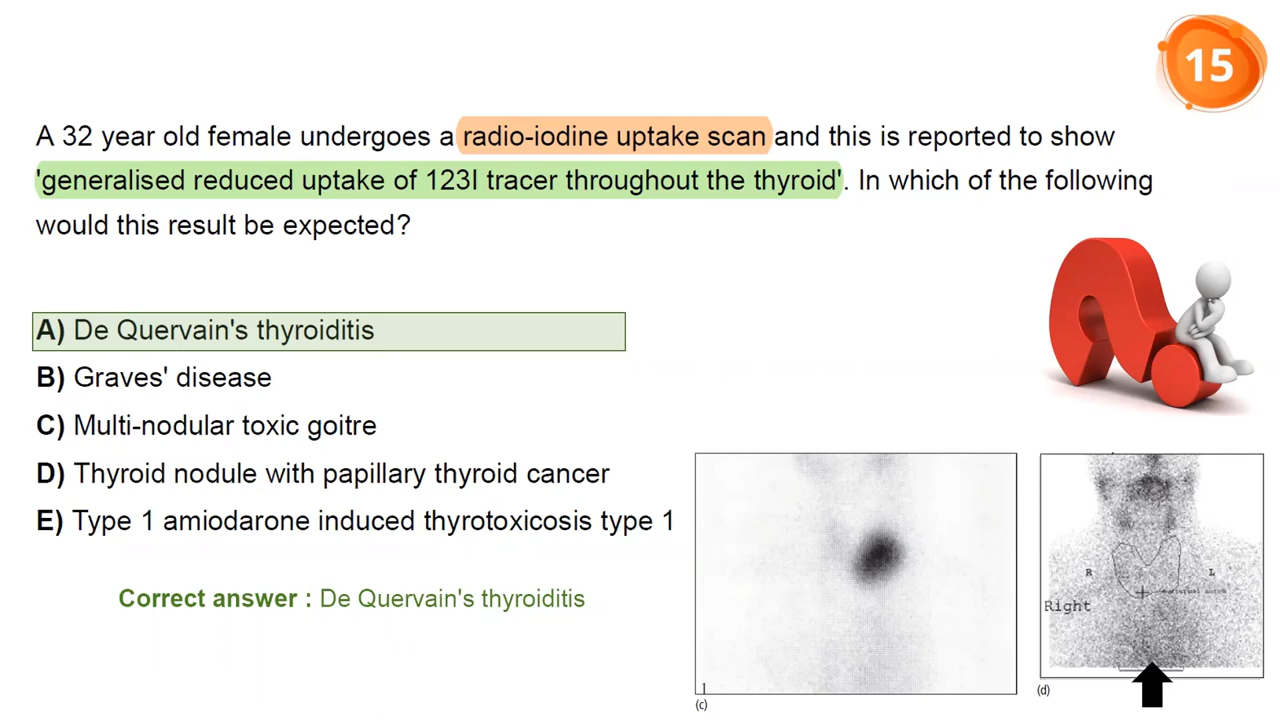 15
A 32 year old female undergoes a radio-iodine uptake scan and this is reported to show
'generalised reduced uptake of 123I tracer throughout the thyroid'. In which of the following
would this result be expected?
A) De Quervain's thyroiditis
B) Graves' disease
C) Multi-nodular toxic goitre
D) Thyroid nodule with papillary thyroid cancer
E) Type 1 amiodarone induced thyrotoxicosis type 1
Correct answer : De Quervain's thyroiditis
R
L
Right
(c)
(d)